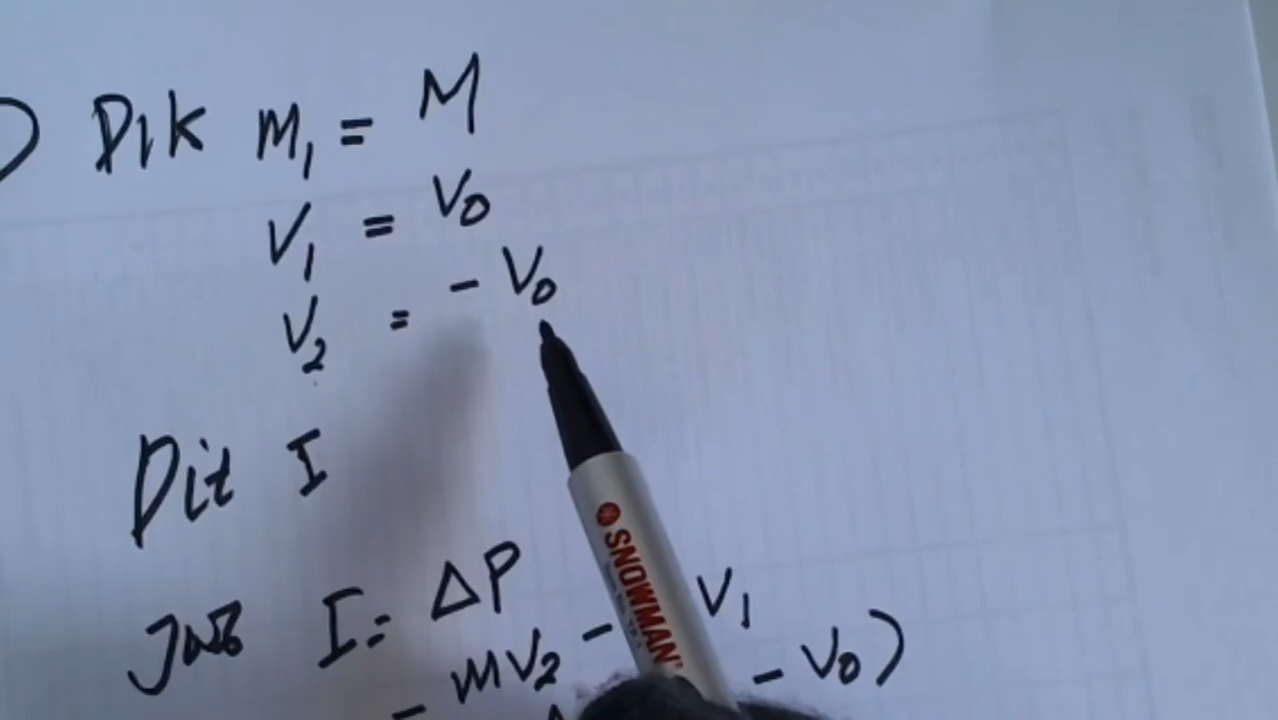 ) Dik m₁ = M
V₁ = V₀
V₂ = - V₀
Dit I
Jwb I = ΔP
= mV₂ - V₁
- V₀)
SNOWMAN